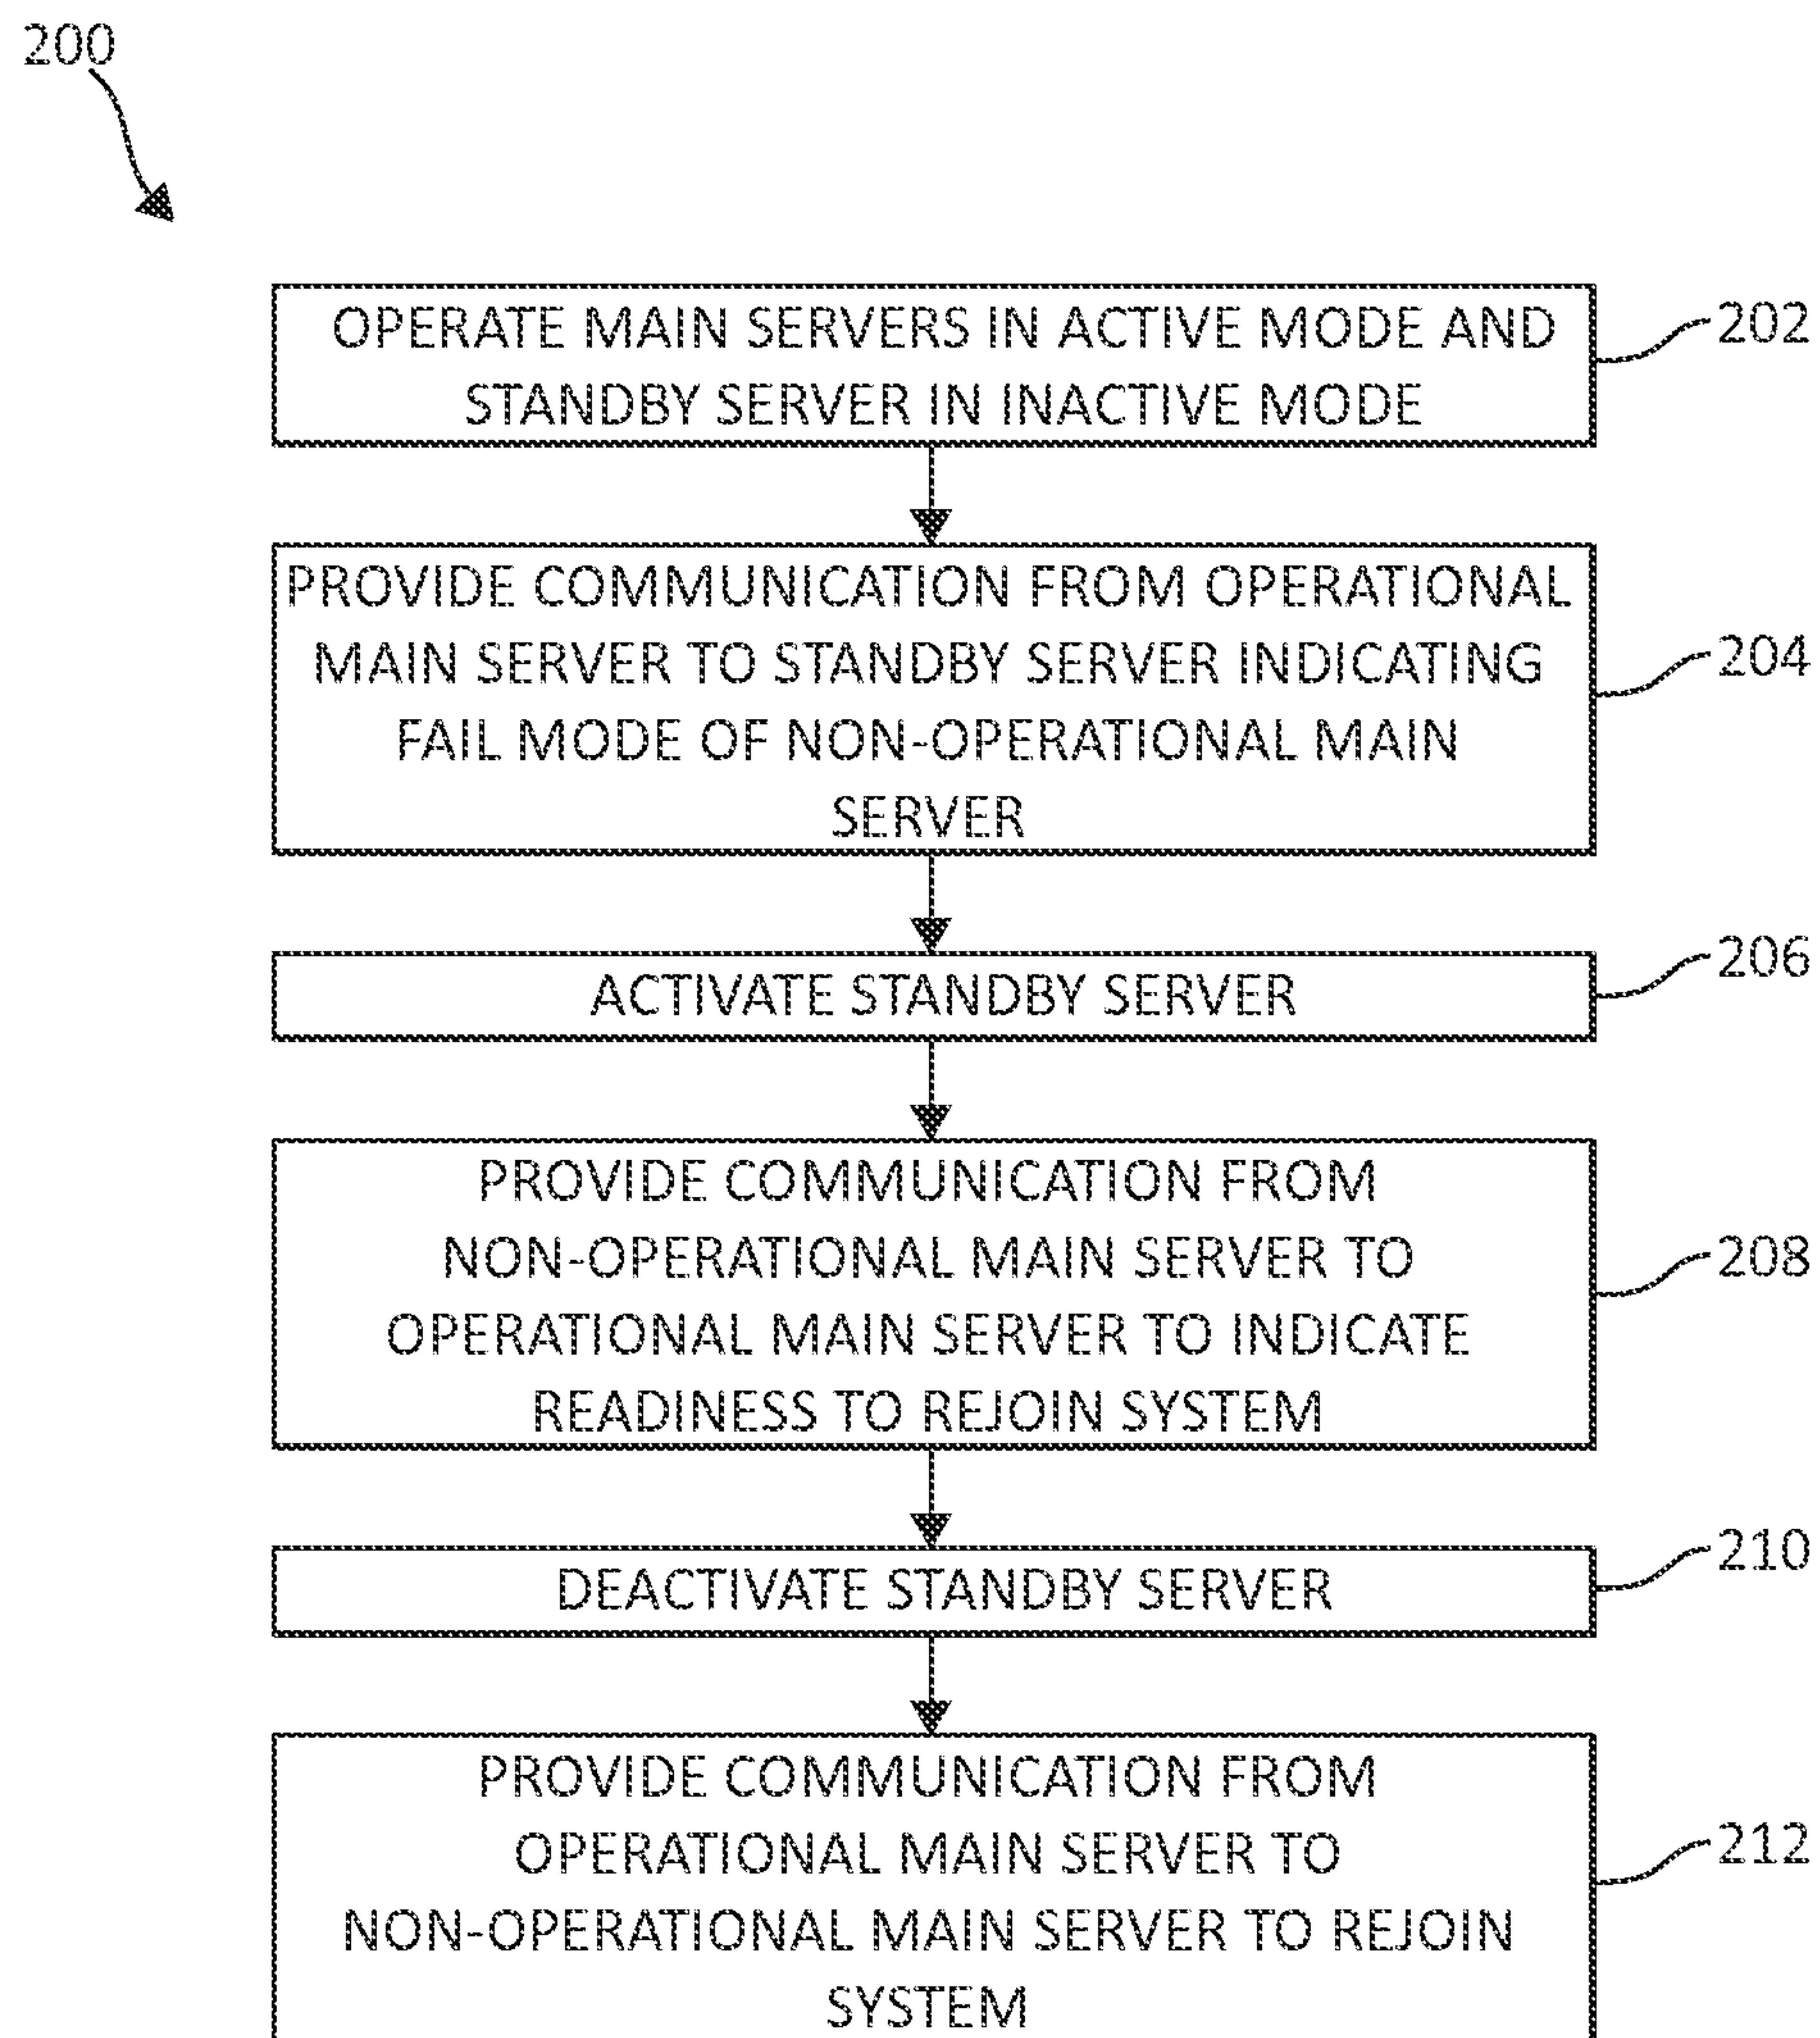 200
OPERATE MAIN SERVERS IN ACTIVE MODE AND
STANDBY SERVER IN INACTIVE MODE
202
PROVIDE COMMUNICATION FROM OPERATIONAL
MAIN SERVER TO STANDBY SERVER INDICATING
FAIL MODE OF NON-OPERATIONAL MAIN
SERVER
204
ACTIVATE STANDBY SERVER
206
PROVIDE COMMUNICATION FROM
NON-OPERATIONAL MAIN SERVER TO
OPERATIONAL MAIN SERVER TO INDICATE
READINESS TO REJOIN SYSTEM
208
DEACTIVATE STANDBY SERVER
210
PROVIDE COMMUNICATION FROM
OPERATIONAL MAIN SERVER TO
NON-OPERATIONAL MAIN SERVER TO REJOIN
SYSTEM
212